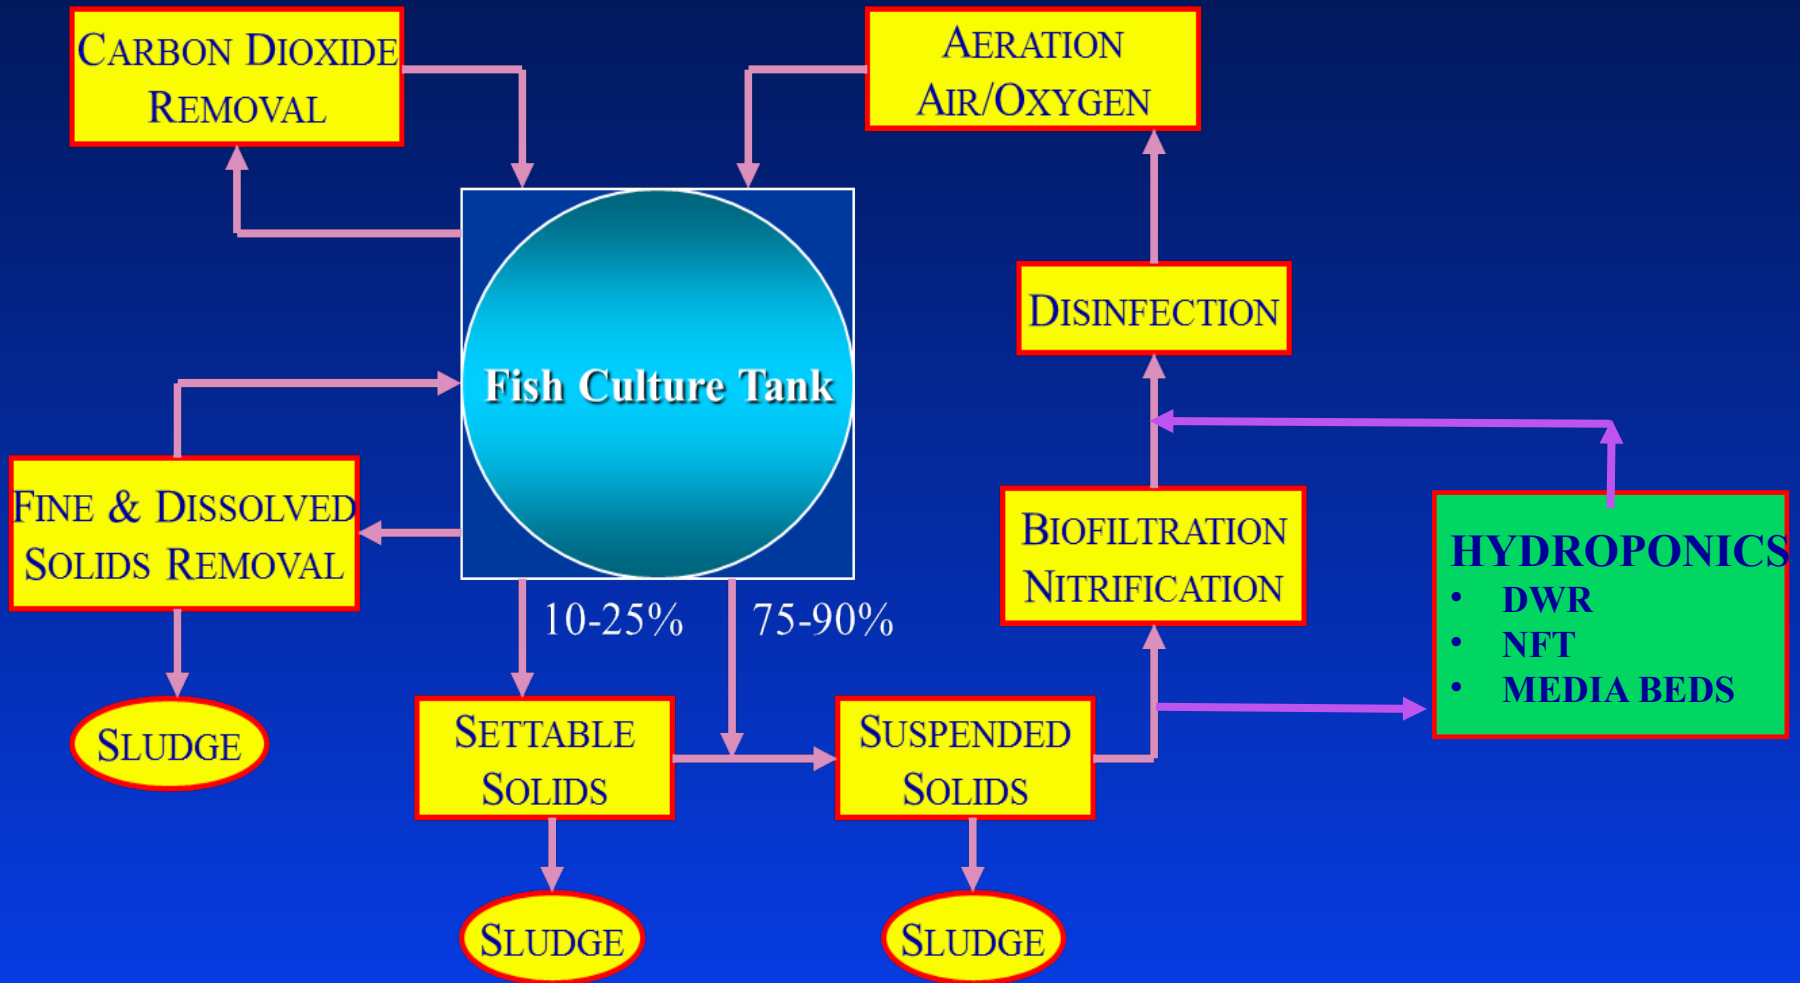 CARBON DIOXIDE
REMOVAL
AERATION
AIR/OXYGEN
DISINFECTION
Fish Culture Tank
FINE & DISSOLVED
SOLIDS REMOVAL
BIOFILTRATION
NITRIFICATION
HYDROPONICS
• DWR
• NFT
• MEDIA BEDS
10-25%
75-90%
SLUDGE
SETTABLE
SOLIDS
SUSPENDED
SOLIDS
SLUDGE
SLUDGE